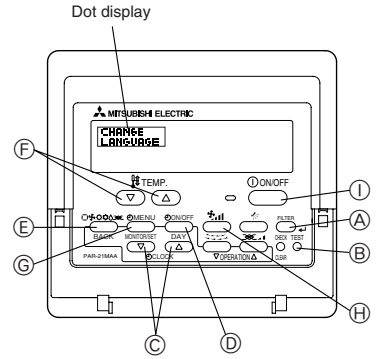 Dot display
MITSUBISHI ELECTRIC
CHANGE
LANGUAGE
TEMP.
ON/OFF
F
I
MENU
ON/OFF
FILTER
A
E
BACK
MONITOR/SET
DAY
CHECK TEST
B
PAR-21MAA
CLOCK
OPERATION
CLEAR
G
C
D
H